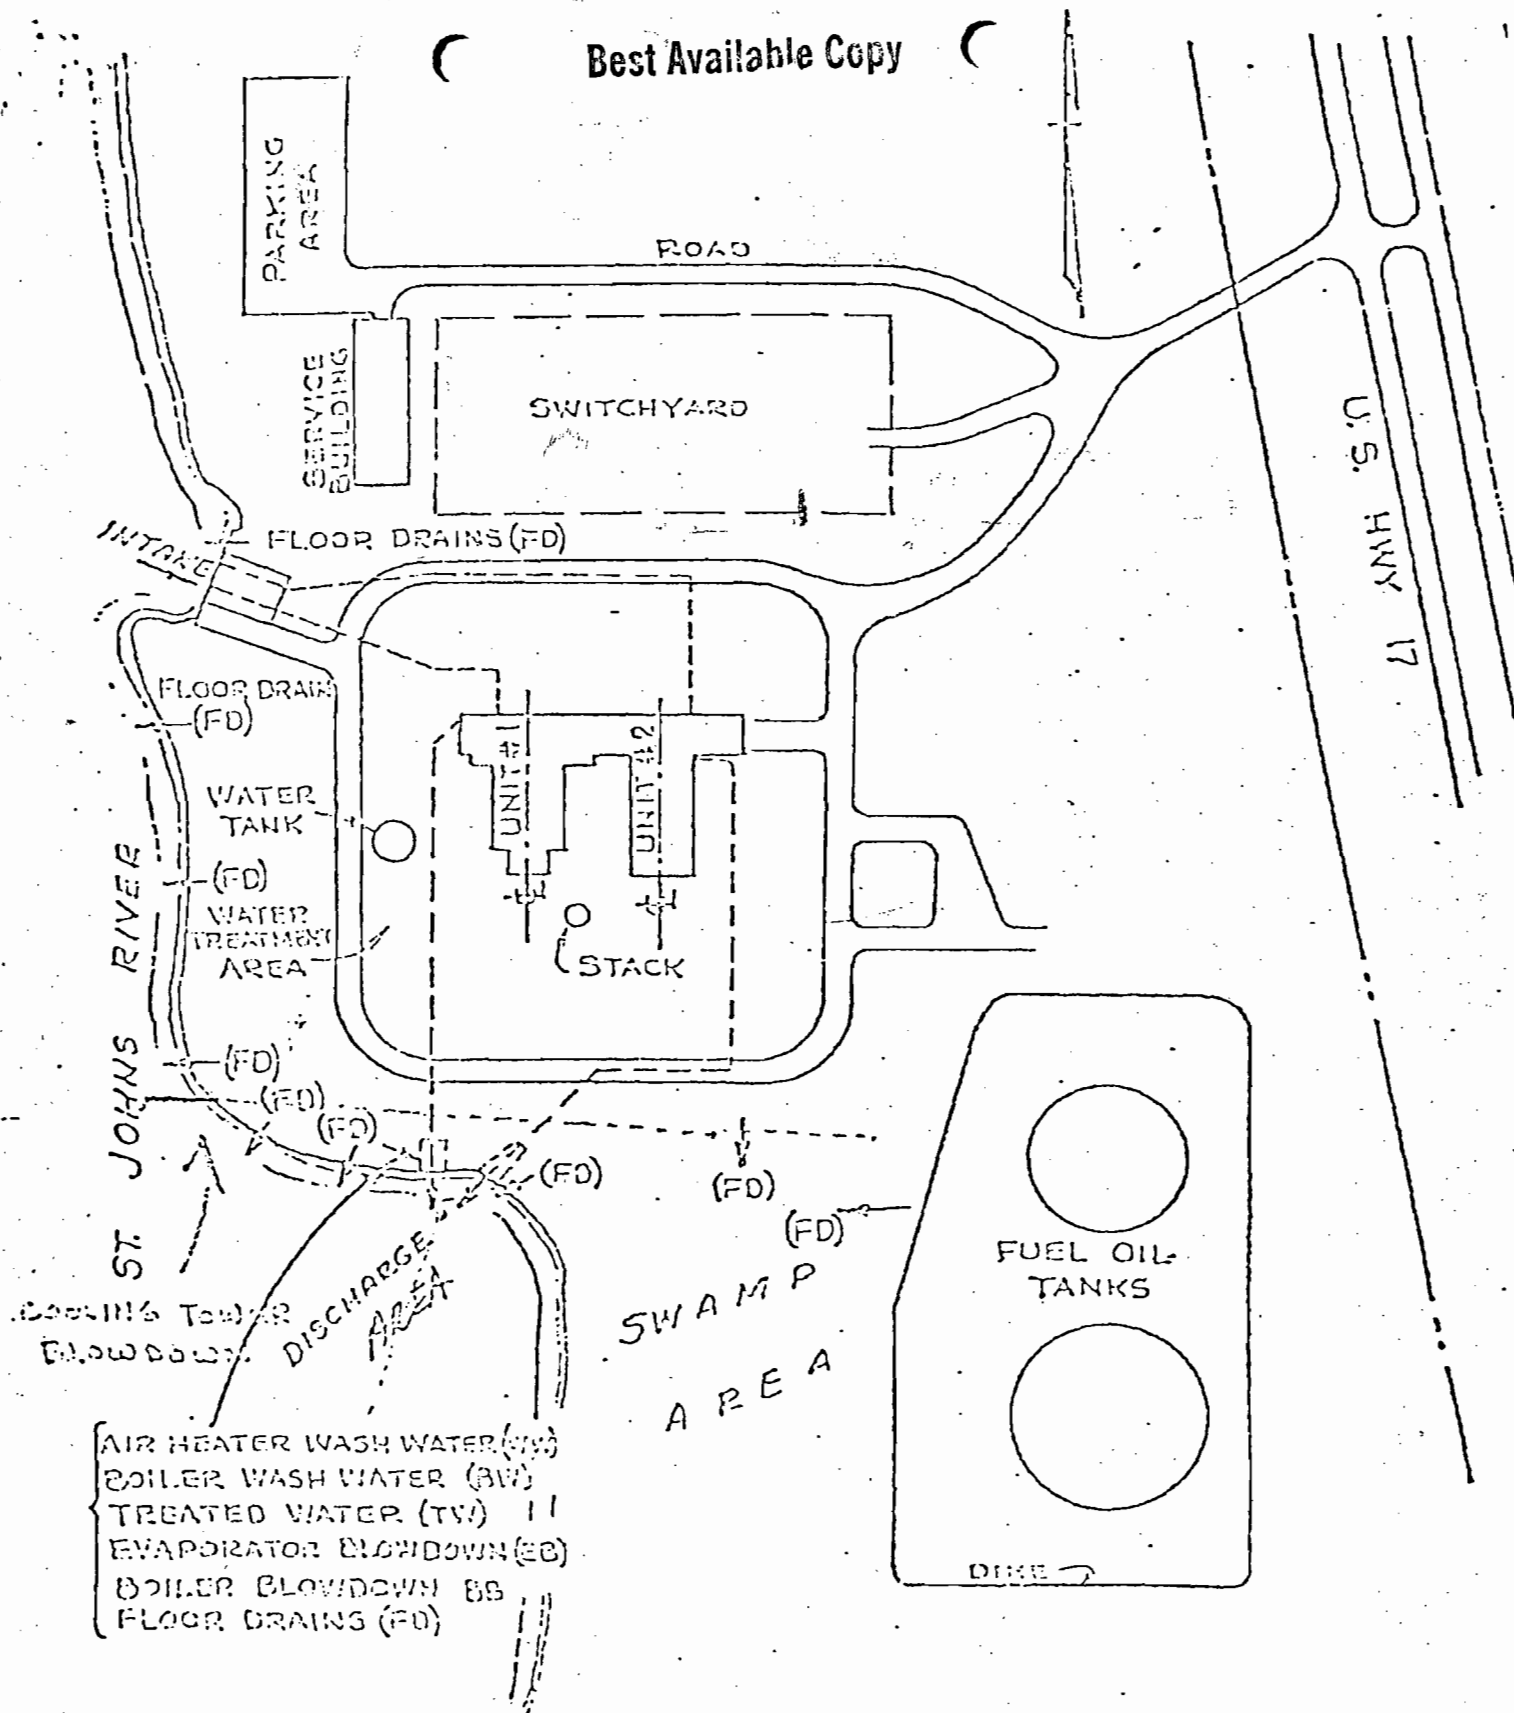 Best Available Copy
PARKING
AREA
ROAD
SERVICE
BUILDING
SWITCHYARD
U.S. HWY 17
INTAKE
FLOOR DRAINS (FD)
FLOOR DRAIN
(FD)
UNIT #1
UNIT #2
WATER
TANK
(FD)
WATER
TREATMENT
AREA
STACK
ST. JOHNS RIVER
(FD)
(FD)
(FD)
(FD)
(FD)
(FD)
FUEL OIL
TANKS
SWAMP
AREA
DISCHARGE
AREA
COOLING TOWER
BLOWDOWN
AIR HEATER WASH WATER
BOILER WASH WATER (BW)
TREATED WATER (TW)
EVAPORATOR BLOWDOWN (EB)
BOILER BLOWDOWN BB
FLOOR DRAINS (FD)
DIKE